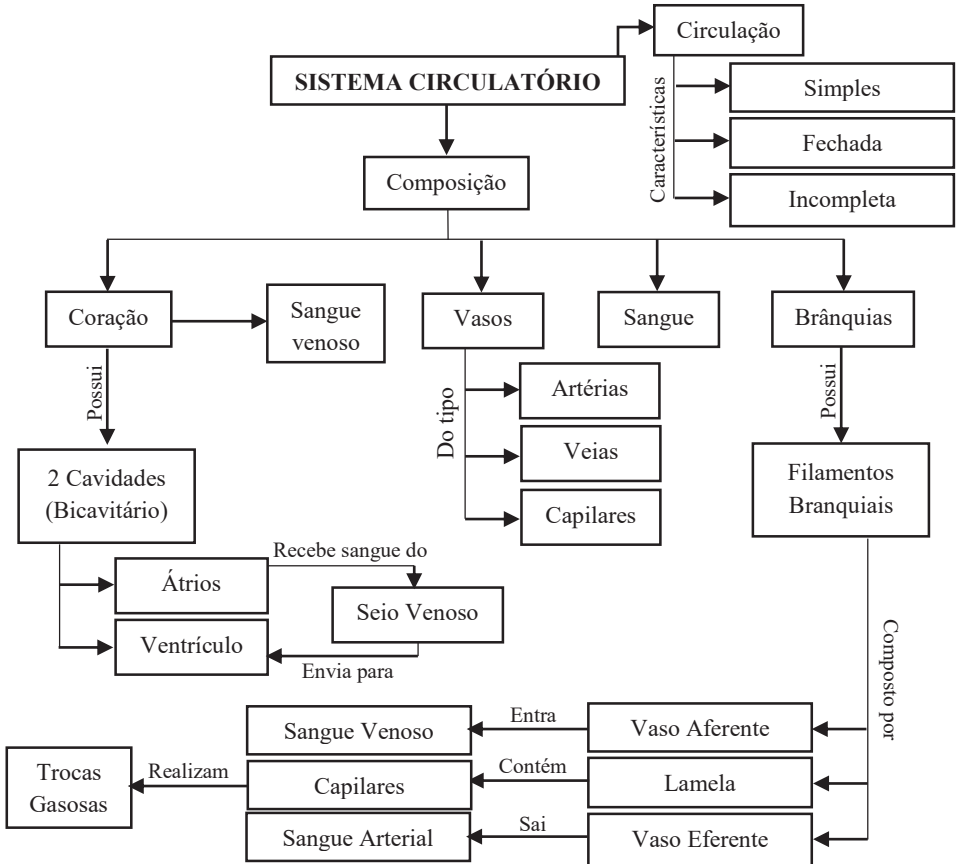 Circulação
SISTEMA CIRCULATÓRIO
Características
Simples
Fechada
Incompleta
Composição
Coração
Sangue
venoso
Vasos
Sangue
Brânquias
Possui
Do tipo
Artérias
Veias
Capilares
Possui
2 Cavidades
(Bicavitário)
Filamentos
Branquiais
Átrios
Recebe sangue do
Seio Venoso
Ventrículo
Envia para
Composto por
Sangue Venoso
Entra
Vaso Aferente
Trocas
Gasosas
Realizam
Capilares
Contém
Lamela
Sangue Arterial
Sai
Vaso Eferente